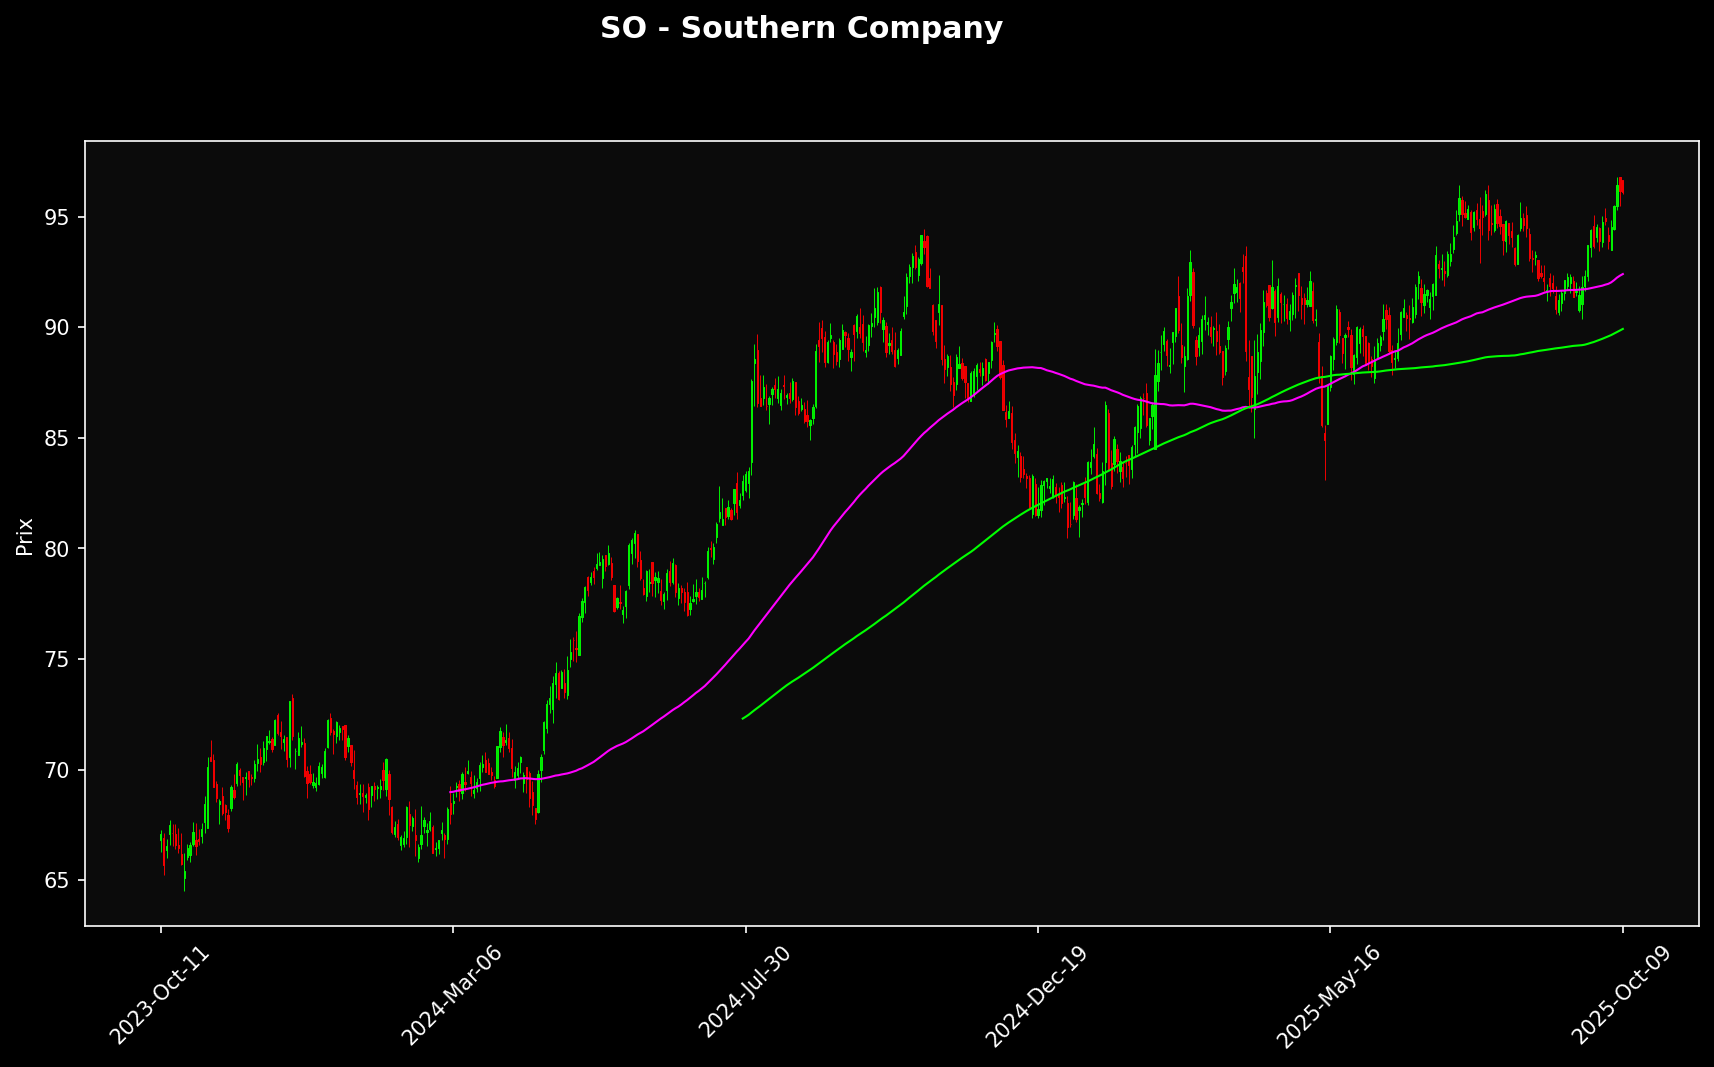 SO - Southern Company
Prix
95
90
85
80
75
70
65
2023-Oct-11
2024-Mar-06
2024-Jul-30
2024-Dec-19
2025-May-16
2025-Oct-09